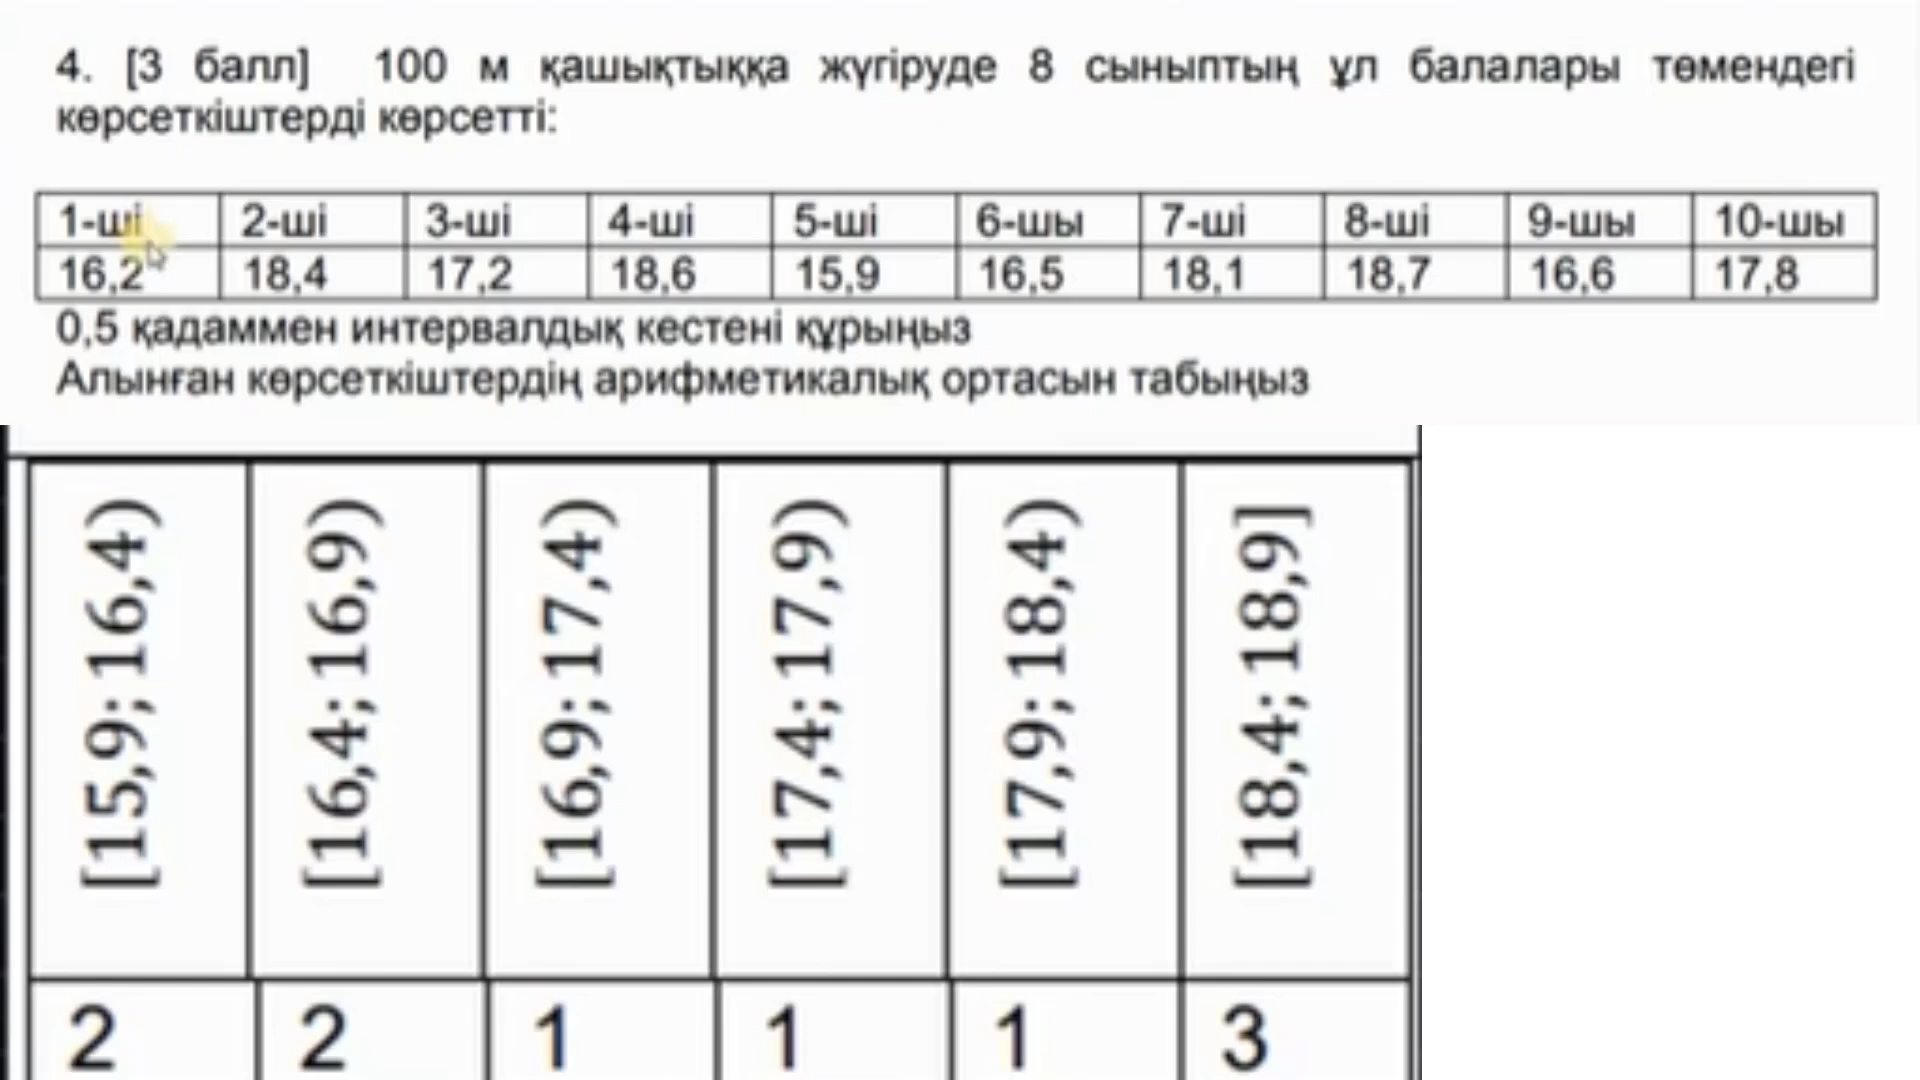 4. [3 балл] 100 м қашықтыққа жүгіруде 8 сыныптың ұл балалары төмендегі
көрсеткіштерді көрсетті:
1-ші 2-ші 3-ші 4-ші 5-ші 6-шы 7-ші 8-ші 9-шы 10-шы
16,2 18,4 17,2 18,6 15,9 16,5 18,1 18,7 16,6 17,8
0,5 қадаммен интервалдық кестені құрыңыз
Алынған көрсеткіштердің арифметикалық ортасын табыңыз
[15,9; 16,4) [16,4; 16,9) [16,9; 17,4) [17,4; 17,9) [17,9; 18,4) [18,4; 18,9]
2 2 1 1 1 3